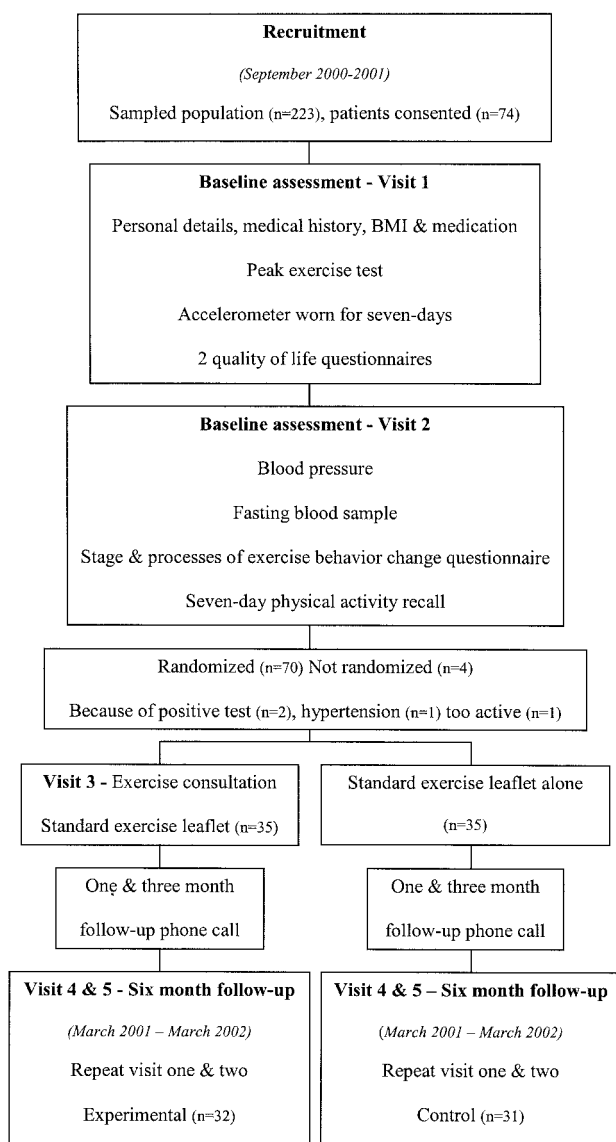 Recruitment
(September 2000-2001)
Sampled population (n=223), patients consented (n=74)
Baseline assessment - Visit 1
Personal details, medical history, BMI & medication
Peak exercise test
Accelerometer worn for seven-days
2 quality of life questionnaires
Baseline assessment - Visit 2
Blood pressure
Fasting blood sample
Stage & processes of exercise behavior change questionnaire
Seven-day physical activity recall
Randomized (n=70) Not randomized (n=4)
Because of positive test (n=2), hypertension (n=1) too active (n=1)
Visit 3 - Exercise consultation
Standard exercise leaflet (n=35)
One & three month
follow-up phone call
Visit 4 & 5 - Six month follow-up
(March 2001 – March 2002)
Repeat visit one & two
Experimental (n=32)
Standard exercise leaflet alone
(n=35)
One & three month
follow-up phone call
Visit 4 & 5 – Six month follow-up
(March 2001 – March 2002)
Repeat visit one & two
Control (n=31)